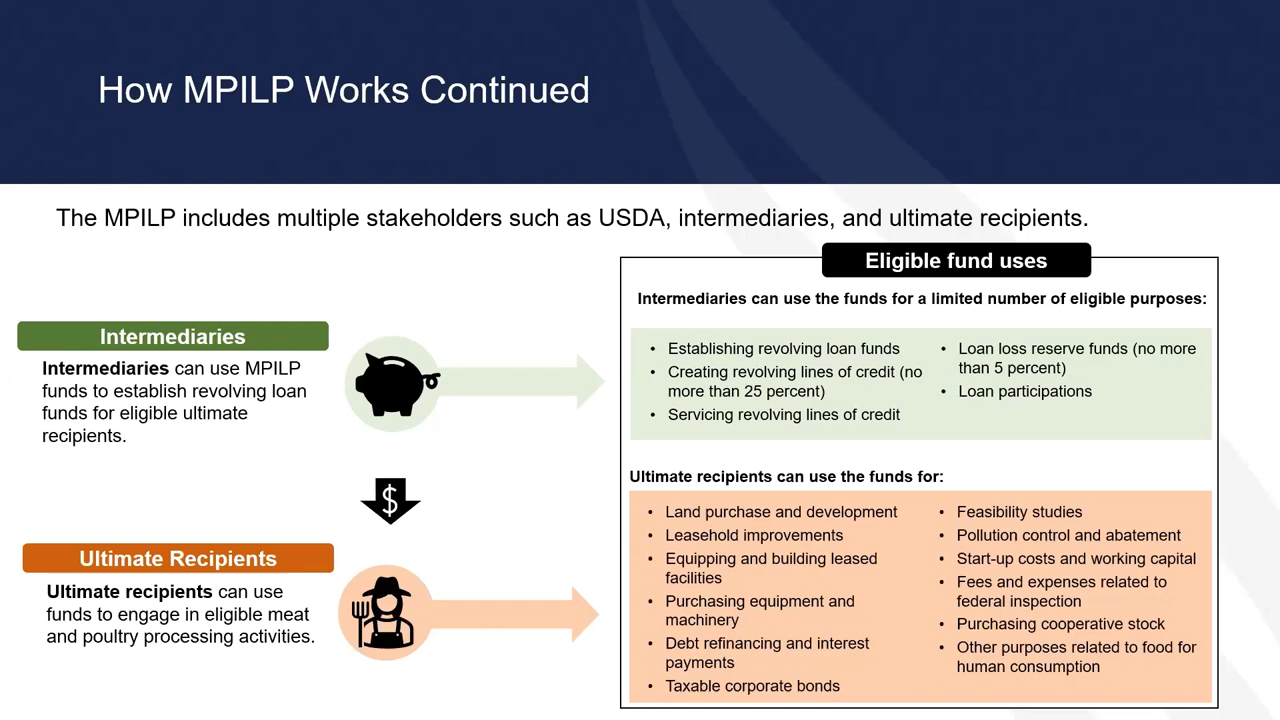 How MPILP Works Continued
The MPILP includes multiple stakeholders such as USDA, intermediaries, and ultimate recipients.
Intermediaries
Intermediaries can use MPILP
funds to establish revolving loan
funds for eligible ultimate
recipients.
$
Ultimate Recipients
Ultimate recipients can use
funds to engage in eligible meat
and poultry processing activities.
Eligible fund uses
Intermediaries can use the funds for a limited number of eligible purposes:
• Establishing revolving loan funds
• Creating revolving lines of credit (no
more than 25 percent)
• Servicing revolving lines of credit
• Loan loss reserve funds (no more
than 5 percent)
• Loan participations
Ultimate recipients can use the funds for:
• Land purchase and development
• Leasehold improvements
• Equipping and building leased
facilities
• Purchasing equipment and
machinery
• Debt refinancing and interest
payments
• Taxable corporate bonds
• Feasibility studies
• Pollution control and abatement
• Start-up costs and working capital
• Fees and expenses related to
federal inspection
• Purchasing cooperative stock
• Other purposes related to food for
human consumption